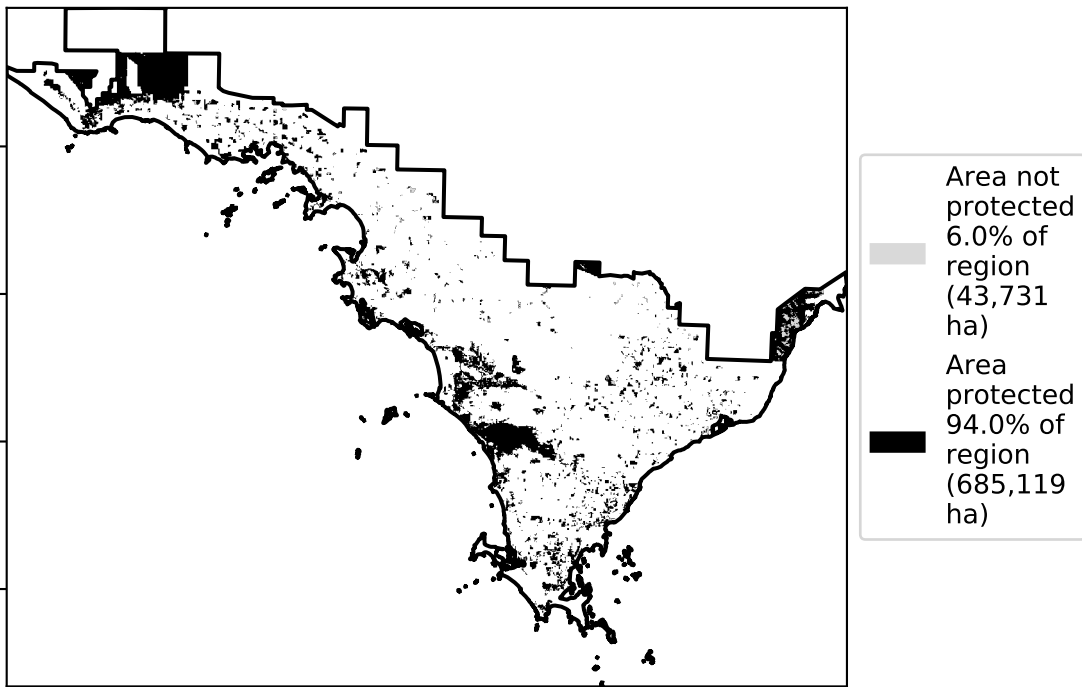 Area not
protected
6.0% of
region
(43,731
ha)
Area
protected
94.0% of
region
(685,119
ha)